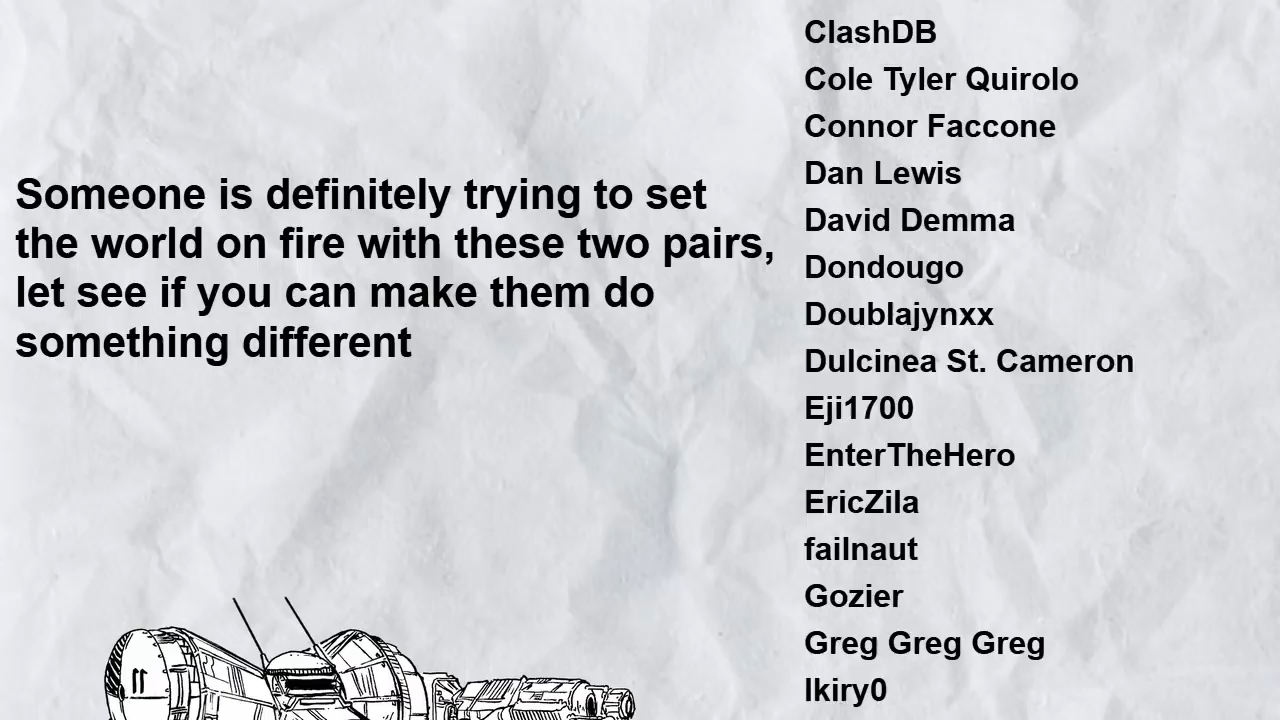 Someone is definitely trying to set
the world on fire with these two pairs,
let see if you can make them do
something different
ClashDB
Cole Tyler Quirolo
Connor Faccone
Dan Lewis
David Demma
Dondougo
Doublajynxx
Dulcinea St. Cameron
Eji1700
EnterTheHero
EricZila
failnaut
Gozier
Greg Greg Greg
Ikiry0